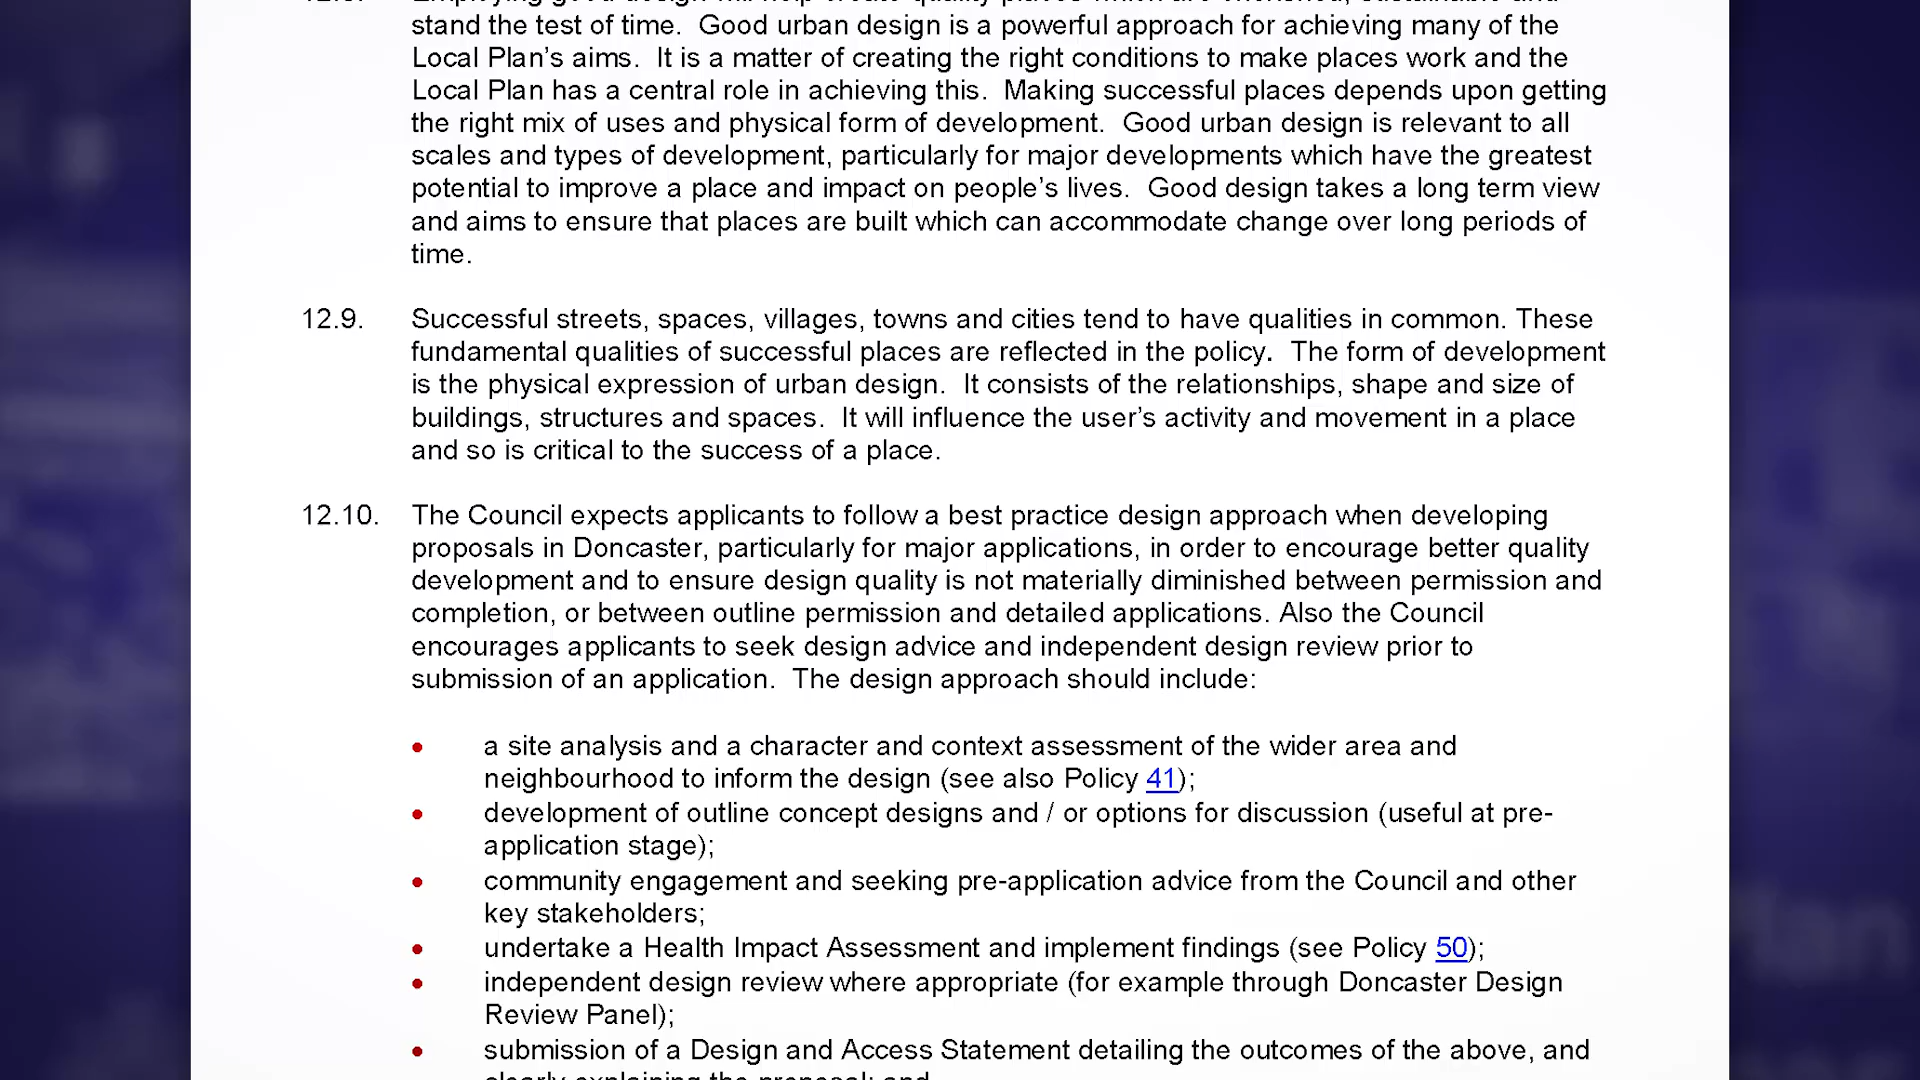 stand the test of time.  Good urban design is a powerful approach for achieving many of the
Local Plan’s aims.  It is a matter of creating the right conditions to make places work and the
Local Plan has a central role in achieving this.  Making successful places depends upon getting
the right mix of uses and physical form of development.  Good urban design is relevant to all
scales and types of development, particularly for major developments which have the greatest
potential to improve a place and impact on people’s lives.  Good design takes a long term view
and aims to ensure that places are built which can accommodate change over long periods of
time.
12.9. Successful streets, spaces, villages, towns and cities tend to have qualities in common. These
fundamental qualities of successful places are reflected in the policy.  The form of development
is the physical expression of urban design.  It consists of the relationships, shape and size of
buildings, structures and spaces.  It will influence the user’s activity and movement in a place
and so is critical to the success of a place.
12.10. The Council expects applicants to follow a best practice design approach when developing
proposals in Doncaster, particularly for major applications, in order to encourage better quality
development and to ensure design quality is not materially diminished between permission and
completion, or between outline permission and detailed applications. Also the Council
encourages applicants to seek design advice and independent design review prior to
submission of an application.  The design approach should include:
• a site analysis and a character and context assessment of the wider area and
neighbourhood to inform the design (see also Policy 41);
• development of outline concept designs and / or options for discussion (useful at pre-
application stage);
• community engagement and seeking pre-application advice from the Council and other
key stakeholders;
• undertake a Health Impact Assessment and implement findings (see Policy 50);
• independent design review where appropriate (for example through Doncaster Design
Review Panel);
• submission of a Design and Access Statement detailing the outcomes of the above, and
clearly explaining the proposal; and